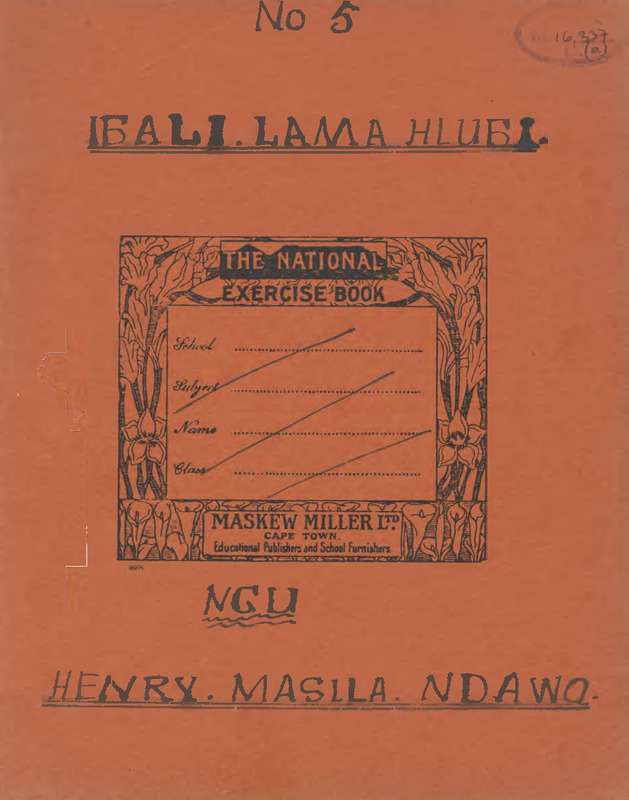 No 5
16,337
(a)
IBALI. LAMA HLUBI.
THE NATIONAL
EXERCISE BOOK
School
Subject
Name
Class
MASKEW MILLER LTD
CAPE TOWN.
Educational Publishers and School Furnishers.
NGU
HENRY. MASILA. NDAWO.